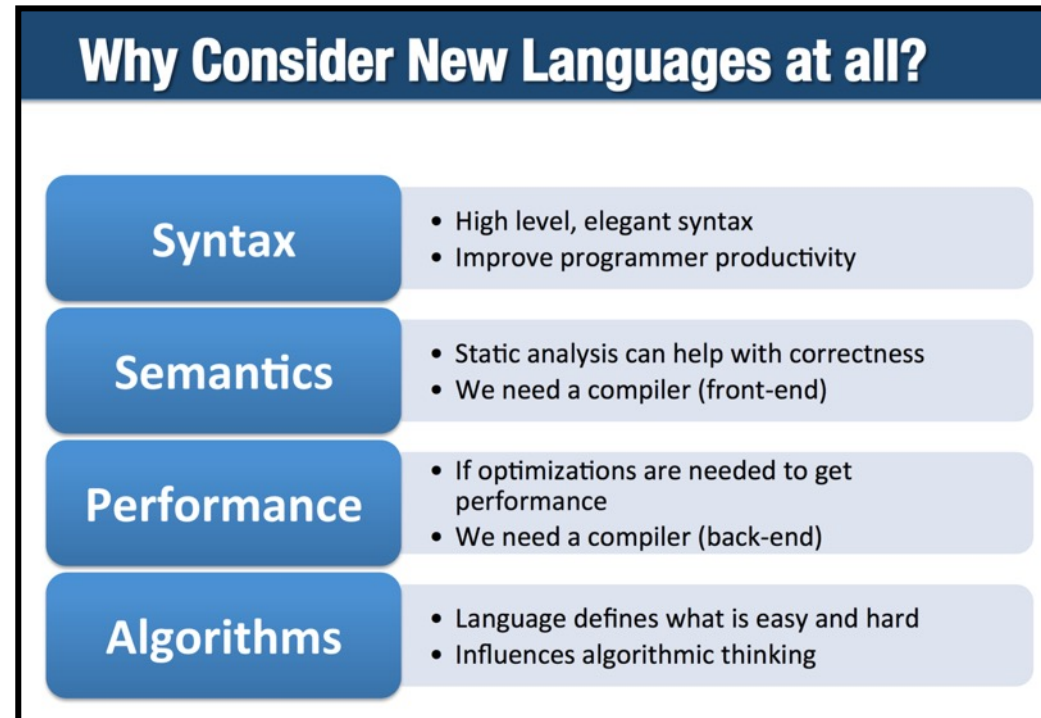 Why Consider New Languages at all?
Syntax
• High level, elegant syntax
• Improve programmer productivity
Semantics
• Static analysis can help with correctness
• We need a compiler (front-end)
Performance
• If optimizations are needed to get
performance
• We need a compiler (back-end)
Algorithms
• Language defines what is easy and hard
• Influences algorithmic thinking